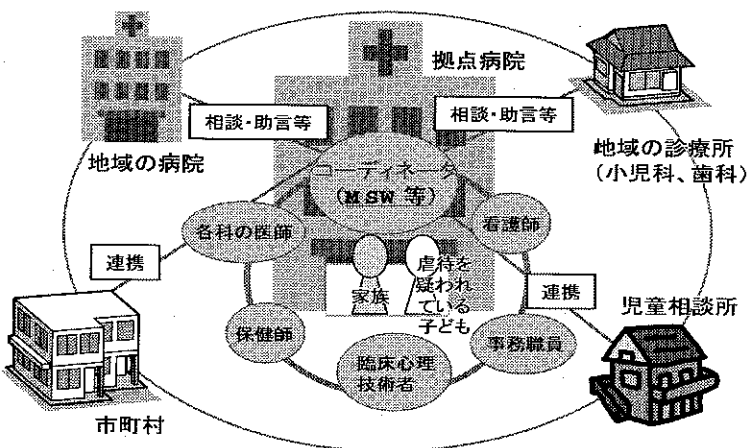 拠点病院
相談・助言等
相談・助言等
地域の病院
地域の診療所
（小児科、歯科）
コーディネータ
（MSW 等）
各科の医師
看護師
連携
家族
虐待を
疑われ
ている
子ども
連携
児童相談所
保健師
事務職員
臨床心理
技術者
市町村